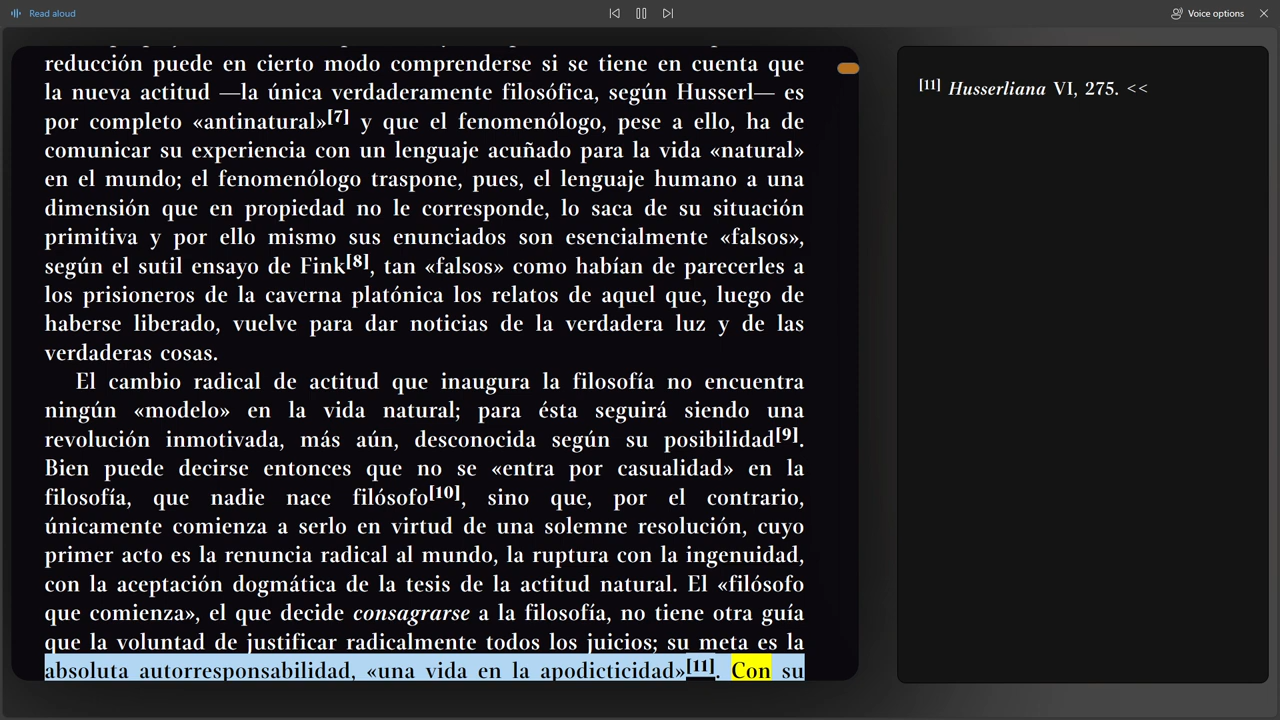 Read aloud
Voice options
reducción puede en cierto modo comprenderse si se tiene en cuenta que
la nueva actitud —la única verdaderamente filosófica, según Husserl— es
por completo «antinatural»[7] y que el fenomenólogo, pese a ello, ha de
comunicar su experiencia con un lenguaje acuñado para la vida «natural»
en el mundo; el fenomenólogo traspone, pues, el lenguaje humano a una
dimensión que en propiedad no le corresponde, lo saca de su situación
primitiva y por ello mismo sus enunciados son esencialmente «falsos»,
según el sutil ensayo de Fink[8], tan «falsos» como habían de parecerles a
los prisioneros de la caverna platónica los relatos de aquel que, luego de
haberse liberado, vuelve para dar noticias de la verdadera luz y de las
verdaderas cosas.
El cambio radical de actitud que inaugura la filosofía no encuentra
ningún «modelo» en la vida natural; para ésta seguirá siendo una
revolución inmotivada, más aún, desconocida según su posibilidad[9].
Bien puede decirse entonces que no se «entra por casualidad» en la
filosofía, que nadie nace filósofo[10], sino que, por el contrario,
únicamente comienza a serlo en virtud de una solemne resolución, cuyo
primer acto es la renuncia radical al mundo, la ruptura con la ingenuidad,
con la aceptación dogmática de la tesis de la actitud natural. El «filósofo
que comienza», el que decide consagrarse a la filosofía, no tiene otra guía
que la voluntad de justificar radicalmente todos los juicios; su meta es la
absoluta autorresponsabilidad, «una vida en la apodicticidad»[11]. Con su
[11] Husserliana VI, 275. <<